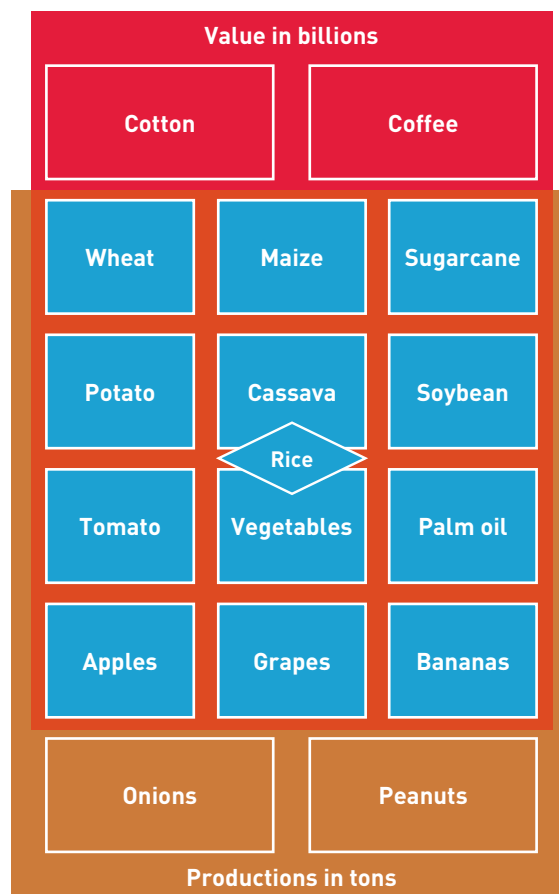 Value in billions
Cotton Coffee
Wheat Maize Sugarcane
Potato Cassava Soybean
Rice
Tomato Vegetables Palm oil
Apples Grapes Bananas
Onions Peanuts
Productions in tons